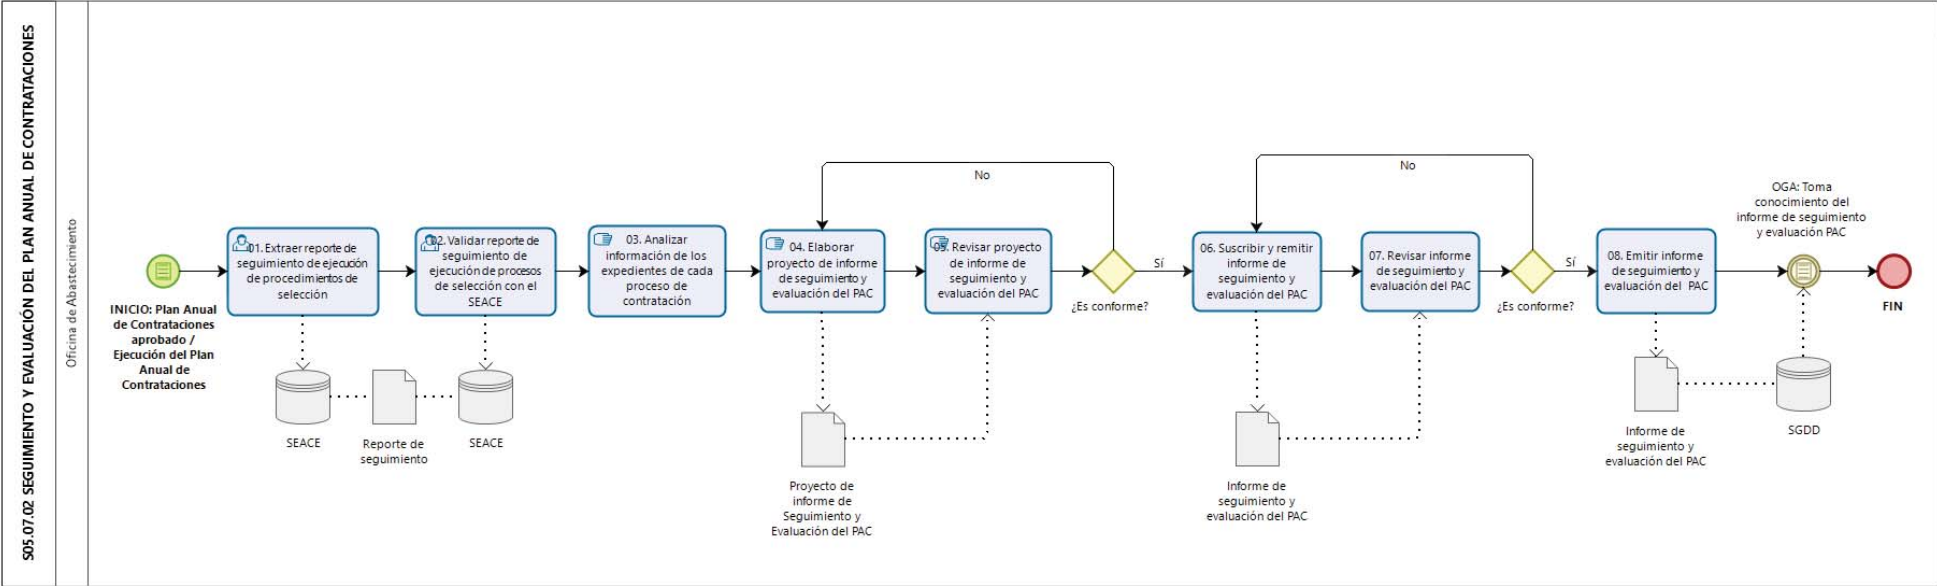 S05.07.02 SEGUIMIENTO Y EVALUACIÓN DEL PLAN ANUAL DE CONTRATACIONES
Oficina de Abastecimiento
INICIO: Plan Anual
de Contrataciones
aprobado /
Ejecución del Plan
Anual de
Contrataciones
01. Extraer reporte de
seguimiento de ejecución
de procedimientos de
selección
SEACE
Reporte de
seguimiento
02. Validar reporte de
seguimiento de
ejecución de procesos
de selección con el
SEACE
SEACE
03. Analizar
información de los
expedientes de cada
proceso de
contratación
04. Elaborar
proyecto de informe
de seguimiento y
evaluación del PAC
Proyecto de
informe de
Seguimiento y
Evaluación del PAC
05. Revisar proyecto
de informe de
seguimiento y
evaluación del PAC
No
¿Es conforme?
Sí
06. Suscribir y remitir
informe de
seguimiento y
evaluación del PAC
Informe de
seguimiento y
evaluación del PAC
07. Revisar informe
de seguimiento y
evaluación del PAC
No
¿Es conforme?
Sí
08. Emitir informe
de seguimiento y
evaluación del PAC
Informe de
seguimiento y
evaluación del PAC
OGA: Toma
conocimiento del
informe de seguimiento
y evaluación PAC
SGDD
FIN